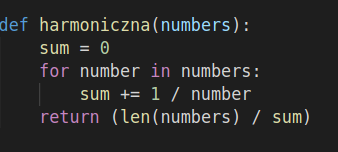 def harmoniczna(numbers):
    sum = 0
    for number in numbers:
        sum += 1 / number
    return (len(numbers) / sum)